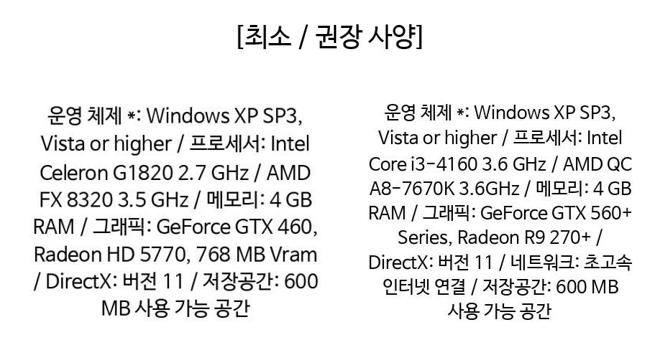 [최소 / 권장 사양]
운영 체제 *: Windows XP SP3,
Vista or higher / 프로세서: Intel
Celeron G1820 2.7 GHz / AMD
FX 8320 3.5 GHz / 메모리: 4 GB
RAM / 그래픽: GeForce GTX 460,
Radeon HD 5770, 768 MB Vram
/ DirectX: 버전 11 / 저장공간: 600
MB 사용 가능 공간
운영 체제 *: Windows XP SP3,
Vista or higher / 프로세서: Intel
Core i3-4160 3.6 GHz / AMD QC
A8-7670K 3.6GHz / 메모리: 4 GB
RAM / 그래픽: GeForce GTX 560+
Series, Radeon R9 270+ /
DirectX: 버전 11 / 네트워크: 초고속
인터넷 연결 / 저장공간: 600 MB
사용 가능 공간